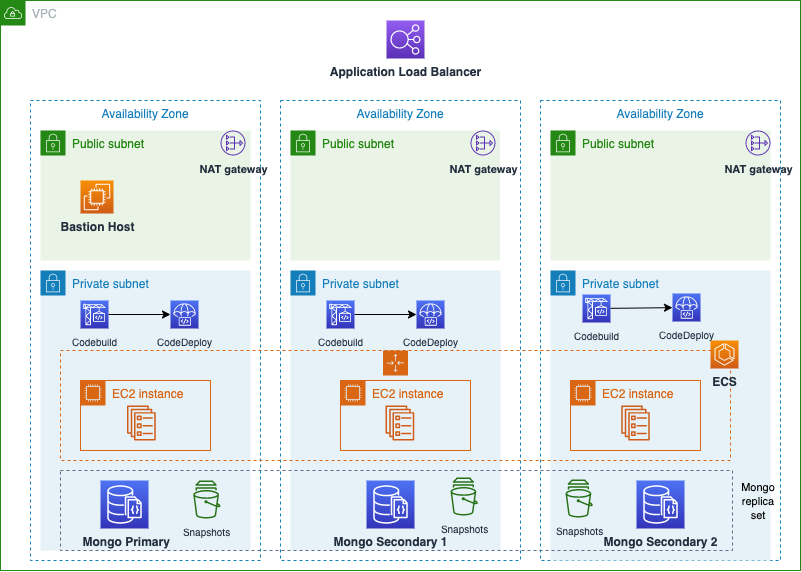 VPC
Application Load Balancer
Availability Zone
Availability Zone
Availability Zone
Public subnet
Public subnet
Public subnet
NAT gateway
NAT gateway
NAT gateway
Bastion Host
Private subnet
Private subnet
Private subnet
Codebuild
CodeDeploy
Codebuild
CodeDeploy
Codebuild
CodeDeploy
ECS
EC2 instance
EC2 instance
EC2 instance
Mongo
replica
set
Snapshots
Snapshots
Snapshots
Mongo Primary
Mongo Secondary 1
Mongo Secondary 2